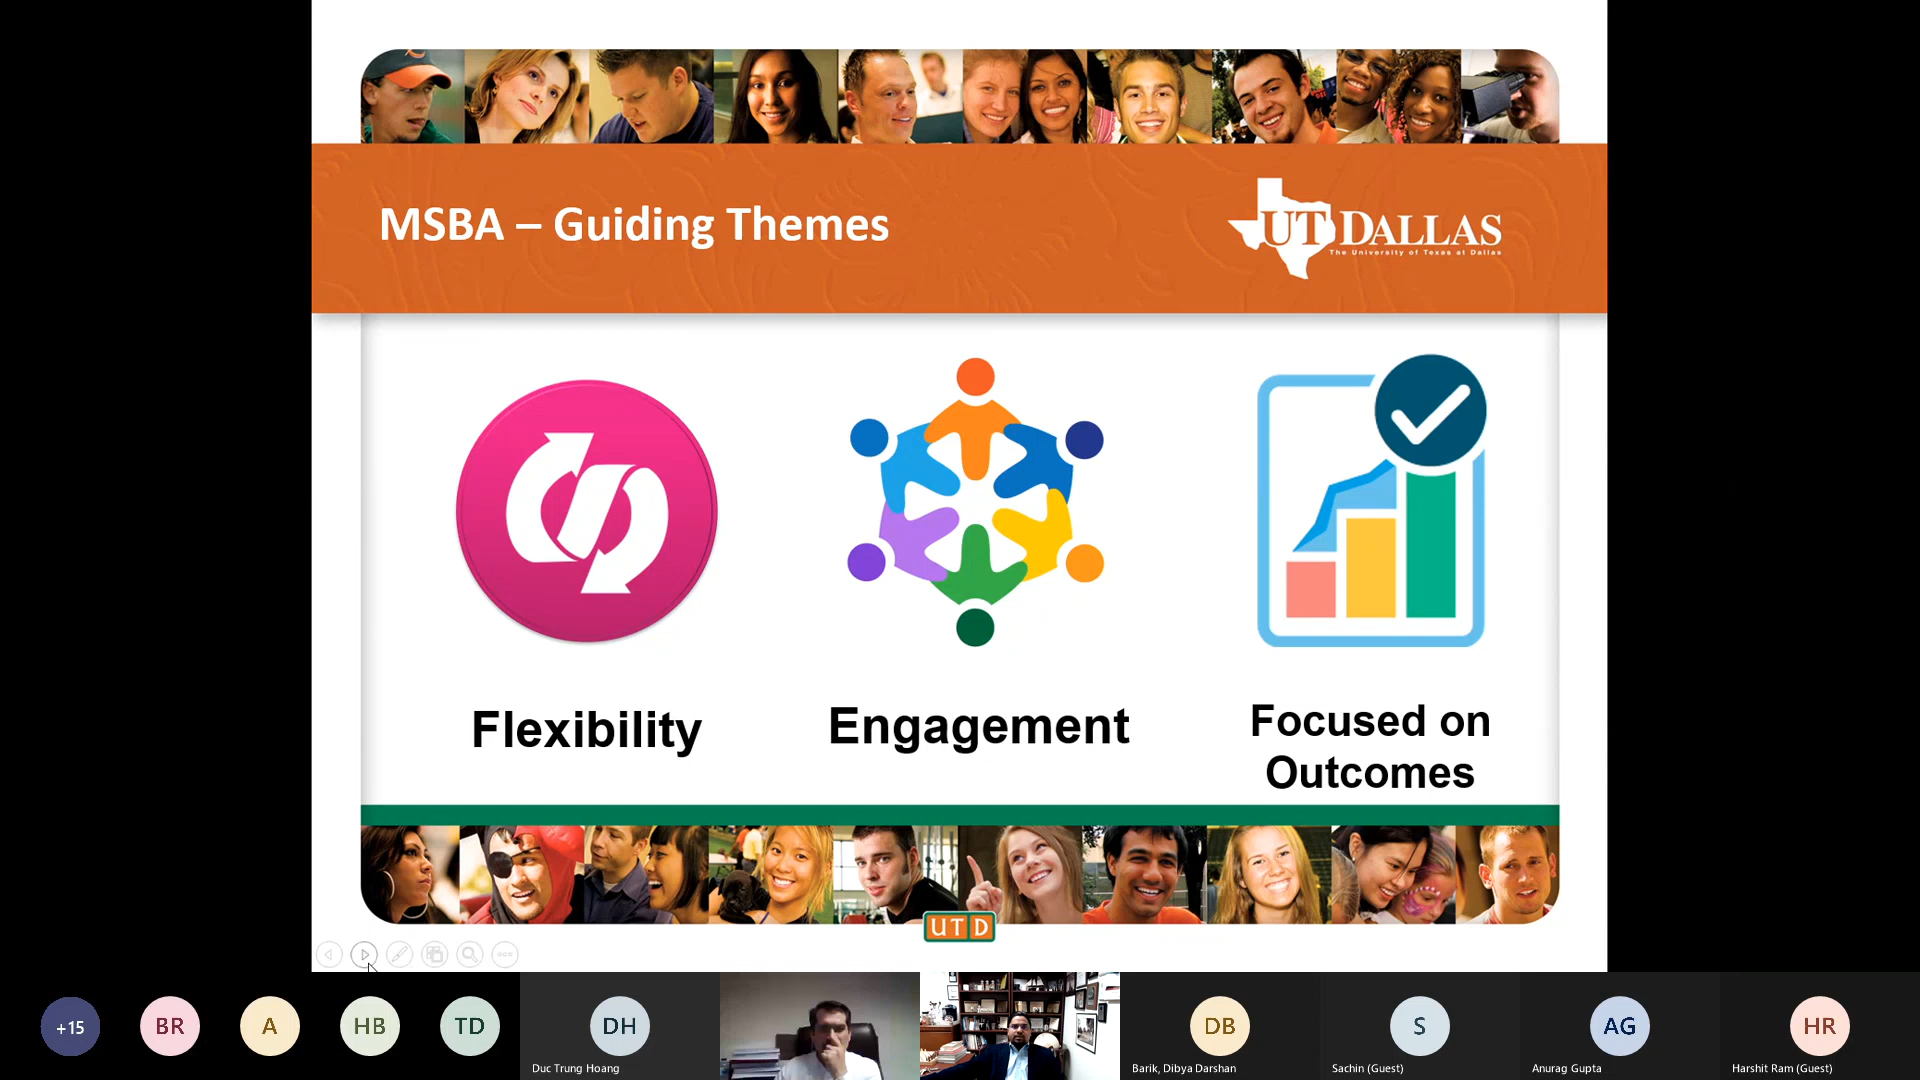 MSBA – Guiding Themes
UT DALLAS
The University of Texas at Dallas
Flexibility
Engagement
Focused on
Outcomes
UT D
+15
BR
A
HB
TD
DH
Duc Trung Hoang
DB
Barik, Dibya Darshan
S
Sachin (Guest)
AG
Anurag Gupta
HR
Harshit Ram (Guest)